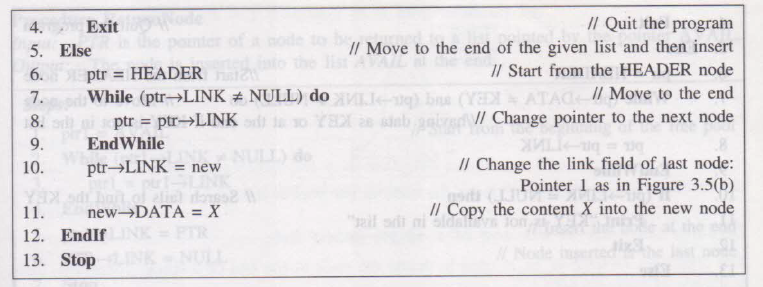 4. Exit // Quit the program
5. Else // Move to the end of the given list and then insert
6. ptr = HEADER // Start from the HEADER node
7. While (ptr→LINK ≠ NULL) do // Move to the end
8. ptr = ptr→LINK // Change pointer to the next node
9. EndWhile
10. ptr→LINK = new // Change the link field of last node:
Pointer 1 as in Figure 3.5(b)
11. new→DATA = X // Copy the content X into the new node
12. EndIf
13. Stop